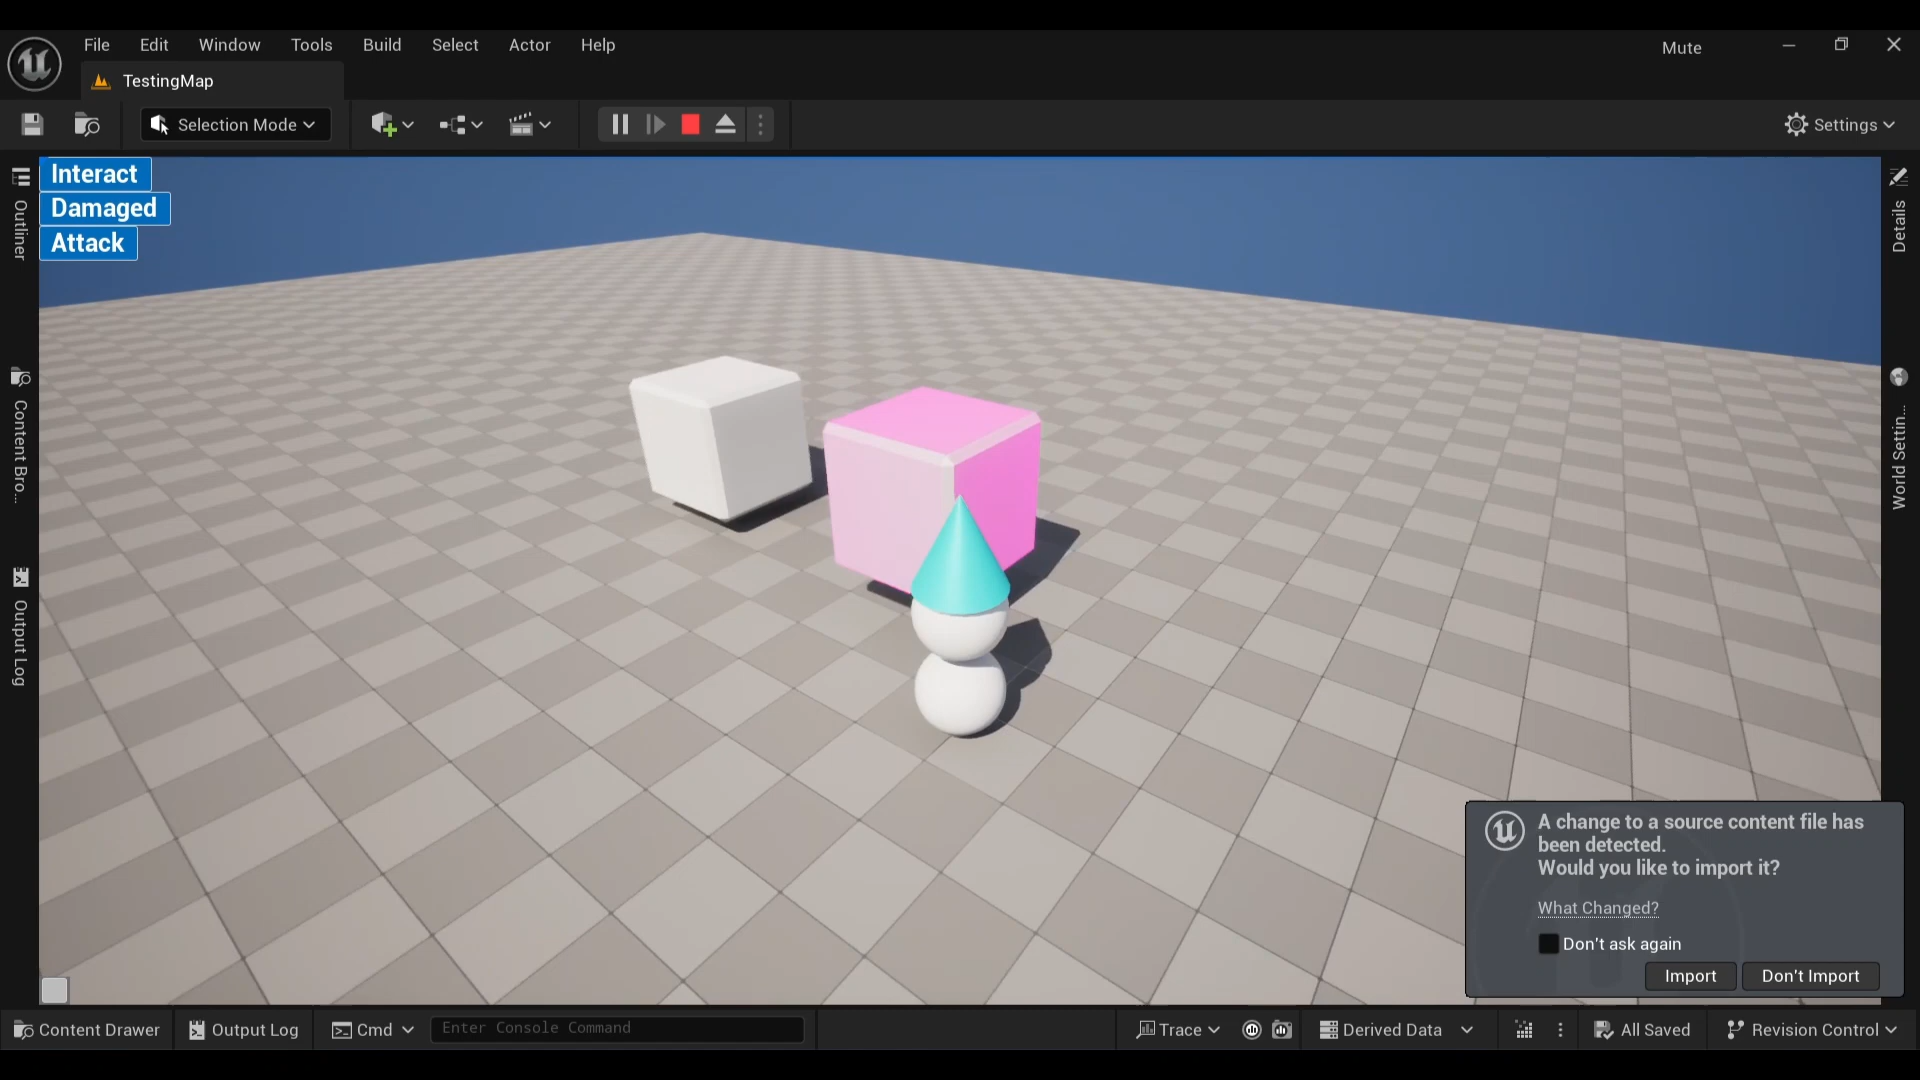 File Edit Window Tools Build Select Actor Help
Mute
TestingMap
Selection Mode
Settings
Interact
Damaged
Attack
Outliner
Content Bro...
Output Log
Details
World Settin...
A change to a source content file has
been detected.
Would you like to import it?
What Changed?
Don't ask again
Import Don't Import
Content Drawer Output Log Cmd Enter Console Command Trace Derived Data All Saved Revision Control